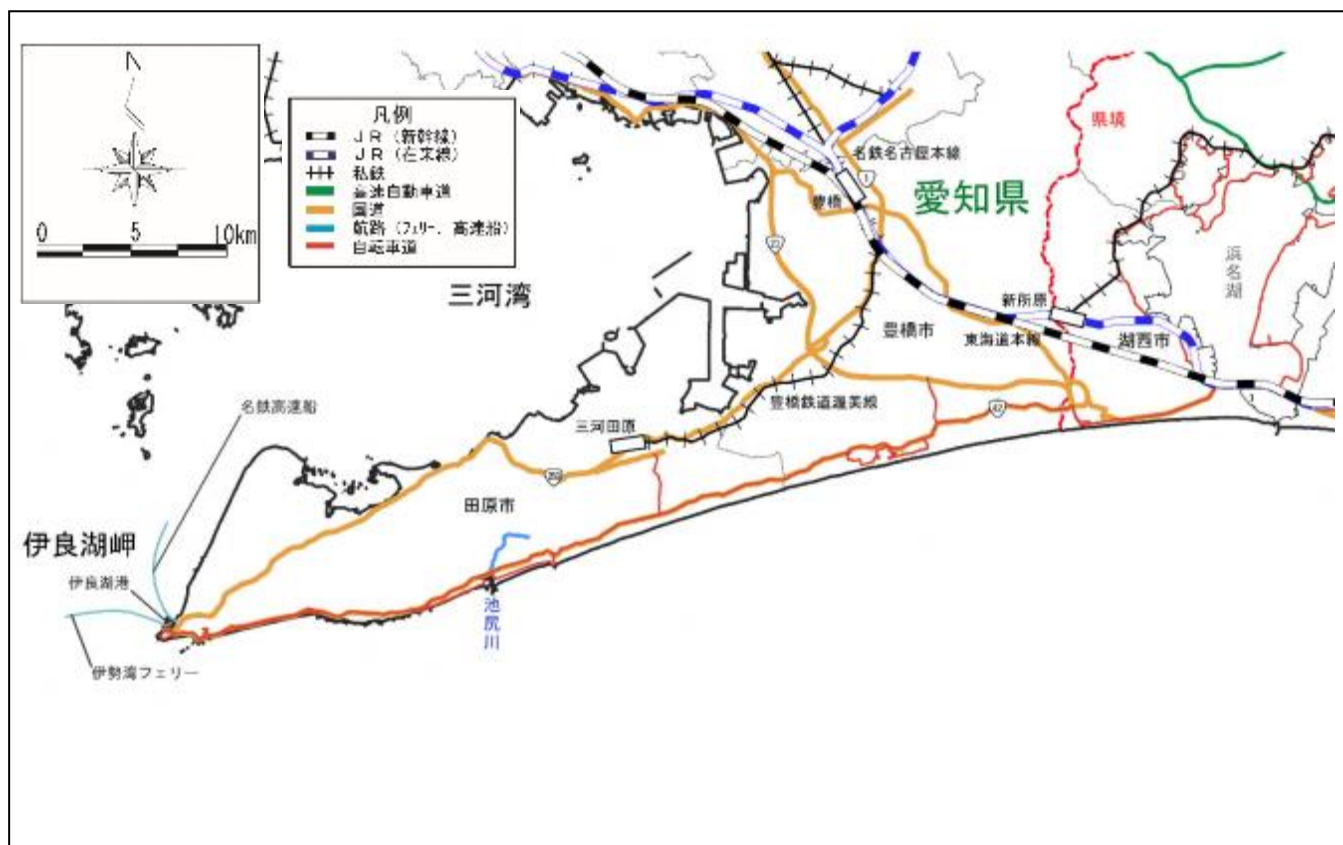 N
0 5 10km
凡例
JR（新幹線）
JR（在来線）
私鉄
高速自動車道
国道
航路（フェリー、高速船）
自転車道
三河湾
名鉄名古屋本線
1
愛知県
県境
豊橋
23
浜名湖
新所原
豊橋市
東海道本線
湖西市
1
名鉄高速船
三河田原
豊橋鉄道渥美線
42
259
田原市
伊良湖岬
伊良湖港
池尻川
伊勢湾フェリー